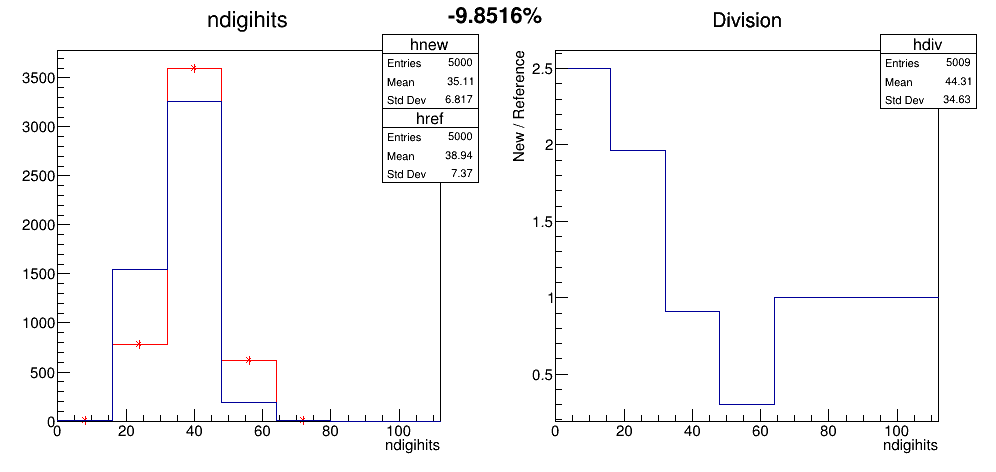 -9.8516%
ndigihits
hnew
Entries 5000
Mean 35.11
Std Dev 6.817
href
Entries 5000
Mean 38.94
Std Dev 7.37
3500
3000
2500
2000
1500
1000
500
0
0 20 40 60 80 100
ndigihits
Division
hdiv
Entries 5009
Mean 44.31
Std Dev 34.63
New / Reference
2.5
2
1.5
1
0.5
0 20 40 60 80 100
ndigihits